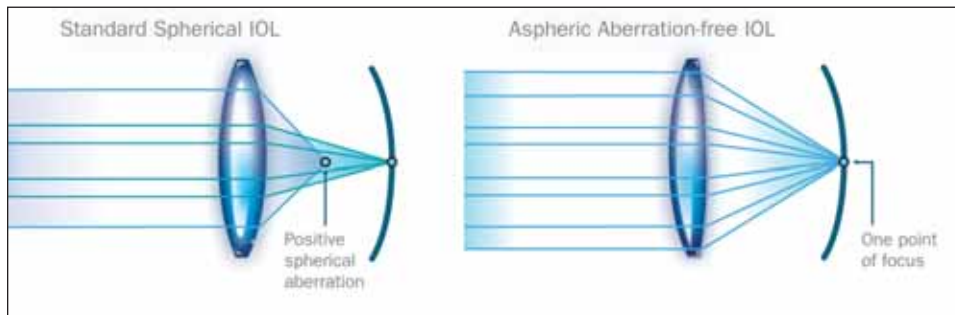 Standard Spherical IOL
Aspheric Aberration-free IOL
Positive
spherical
aberration
One point
of focus